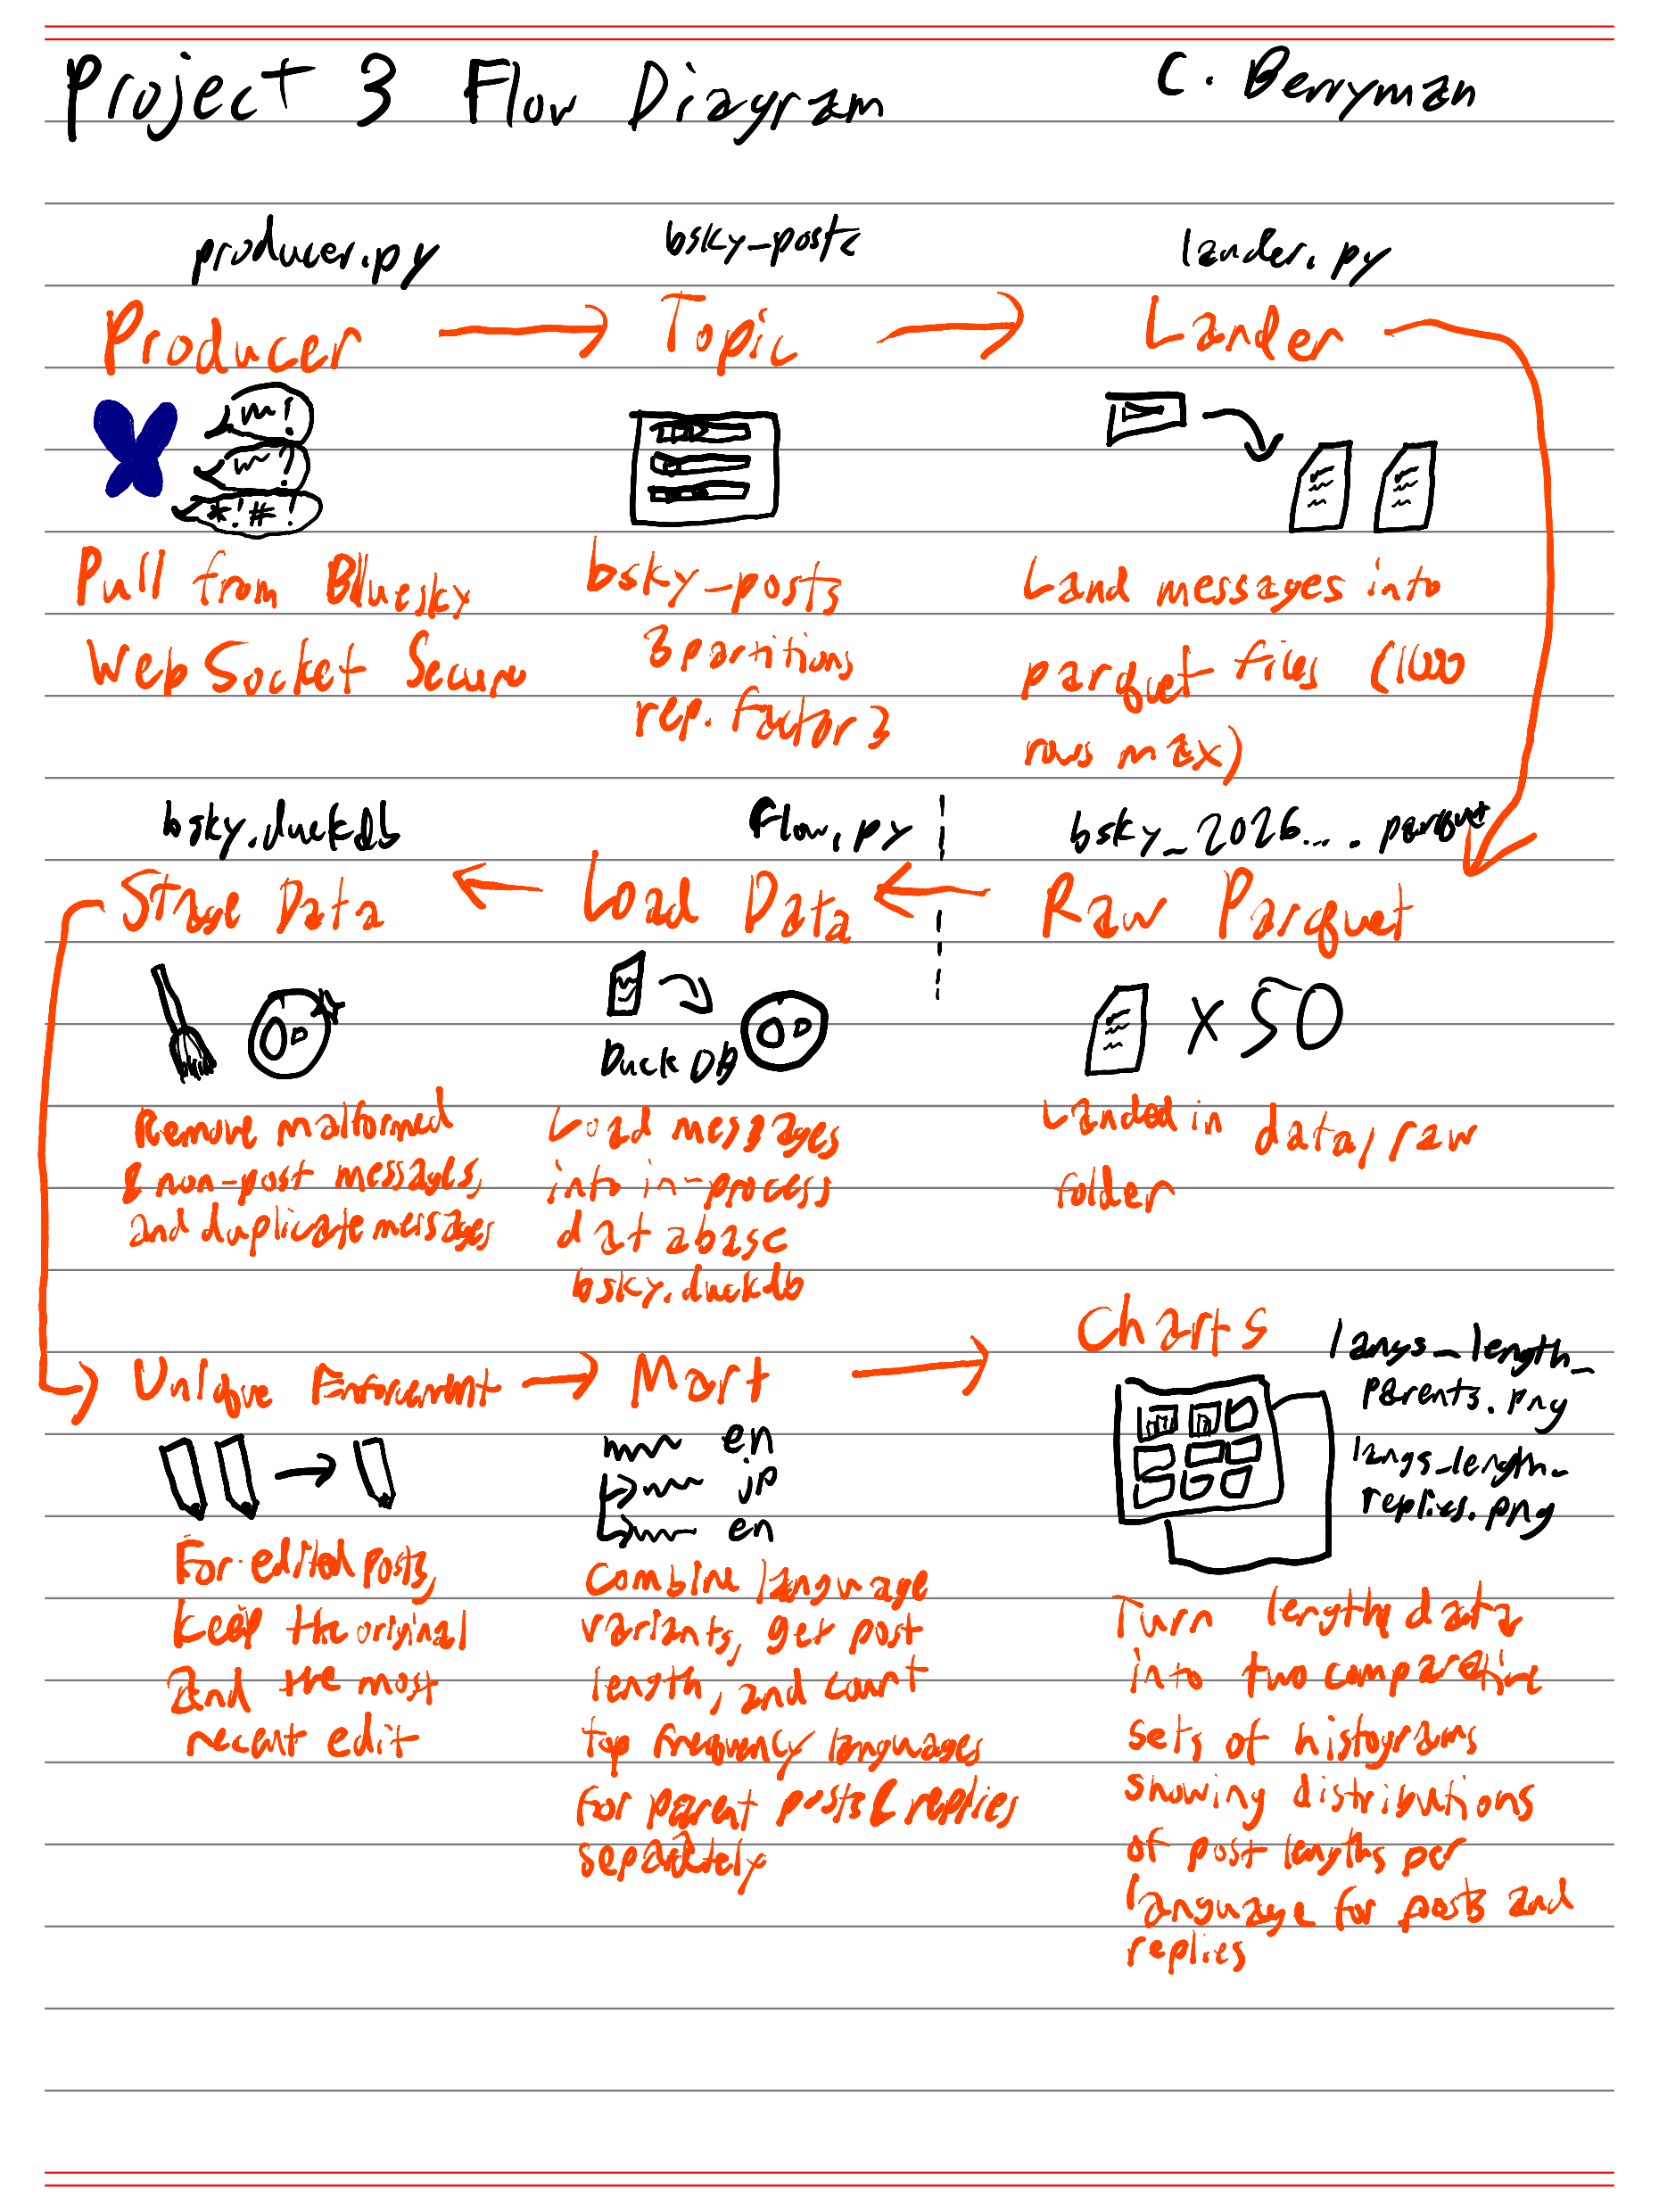 Project 3 Flow Diagram
C. Berryman
producer.py
bsky_posts
lander.py
Producer
Topic
Lander
m!
m?
*!#!
Pull from Bluesky
WebSocket Secure
bsky-posts
3 partitions
rep. factor 3
Land messages into
parquet files (1000
rows max)
bsky.duckdb
Flow.py
bsky_2026.... parquet
Stage Data
Load Data
Raw Parquet
DuckDB
x 50
Remove malformed
& non-post messages,
and duplicate messages
Load messages
into in-process
database
bsky.duckdb
Landed in data/raw
folder
Unique Enforcement
Mart
Charts
langs_length_
parents.png
langs_length_
replies.png
en
jp
en
For edited posts,
keep the original
and the most
recent edit
Combine language
variants, get post
length, and count
top frequency languages
for parent posts & replies
separately
Turn length data
into two comparative
sets of histograms
showing distributions
of post lengths per
language for posts and
replies